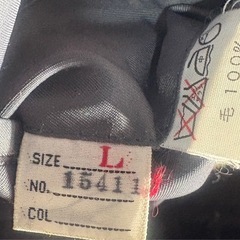 SIZE L
NO. 15411
COL.
毛 100%